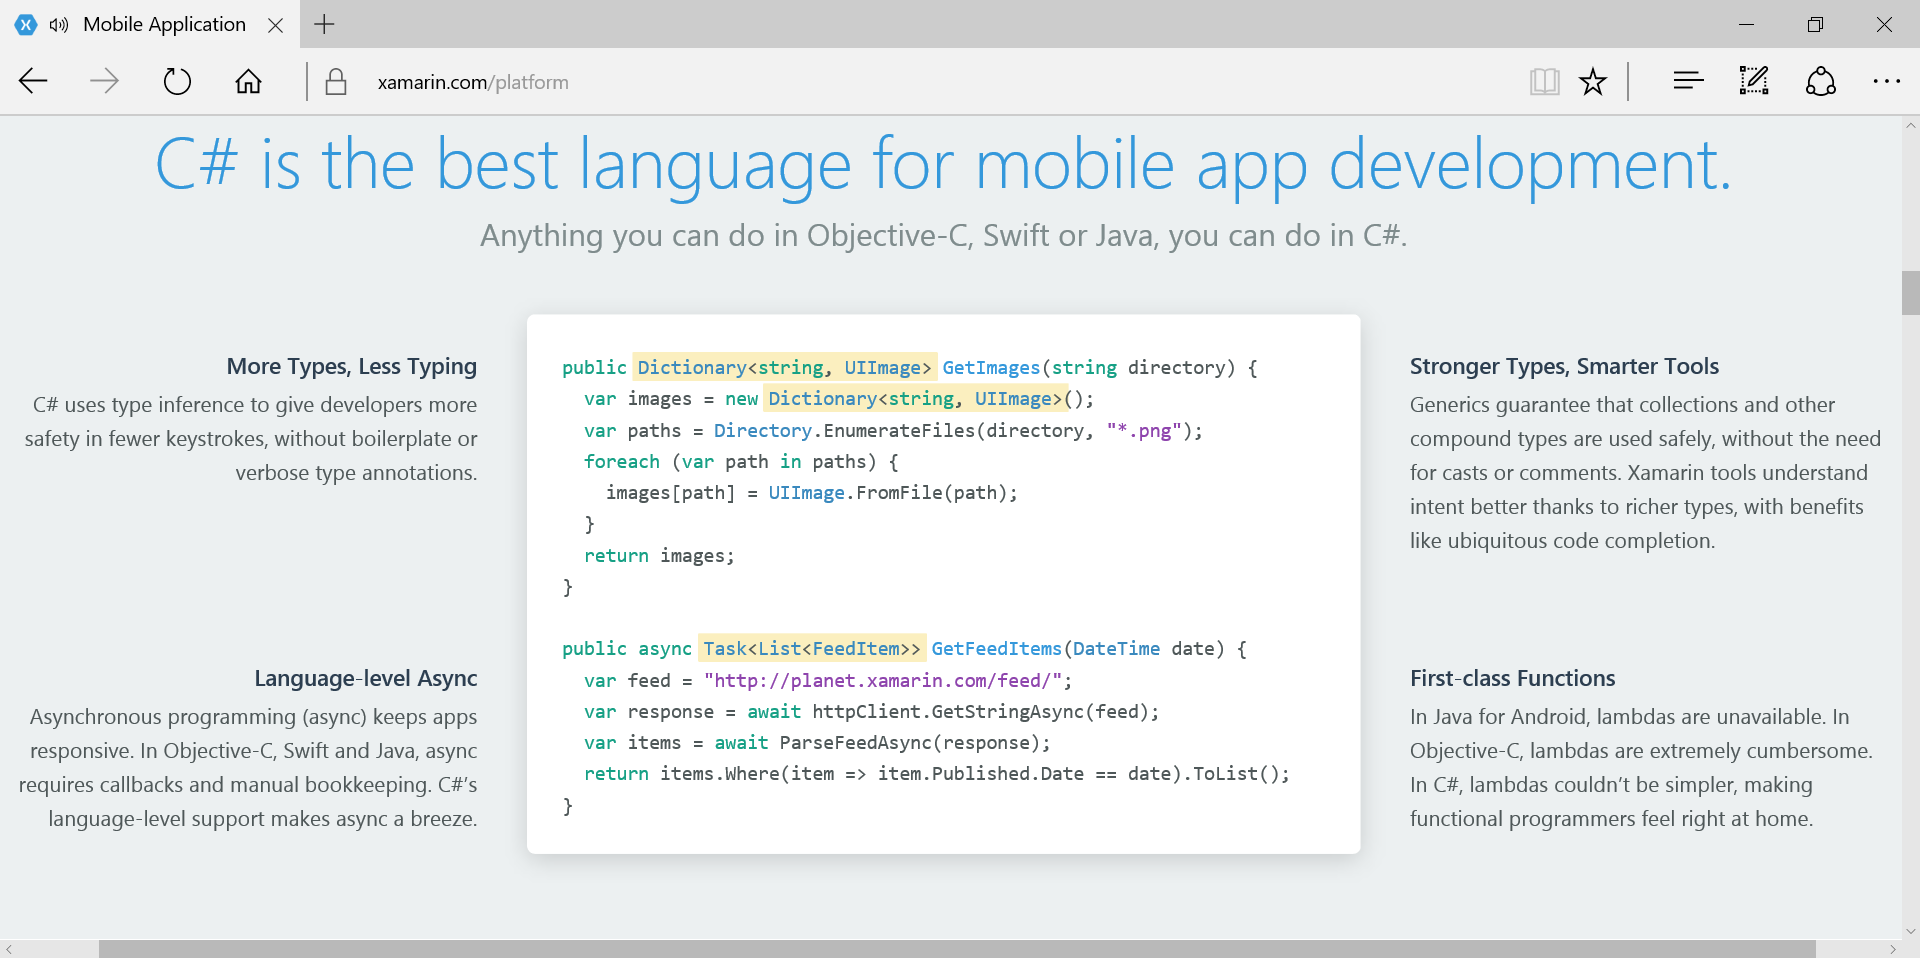 Mobile Application
xamarin.com/platform
C# is the best language for mobile app development.
Anything you can do in Objective-C, Swift or Java, you can do in C#.
More Types, Less Typing
C# uses type inference to give developers more
safety in fewer keystrokes, without boilerplate or
verbose type annotations.
Language-level Async
Asynchronous programming (async) keeps apps
responsive. In Objective-C, Swift and Java, async
requires callbacks and manual bookkeeping. C#’s
language-level support makes async a breeze.
public Dictionary<string, UIImage> GetImages(string directory) {
  var images = new Dictionary<string, UIImage>();
  var paths = Directory.EnumerateFiles(directory, "*.png");
  foreach (var path in paths) {
    images[path] = UIImage.FromFile(path);
  }
  return images;
}
public async Task<List<FeedItem>> GetFeedItems(DateTime date) {
  var feed = "http://planet.xamarin.com/feed/";
  var response = await httpClient.GetStringAsync(feed);
  var items = await ParseFeedAsync(response);
  return items.Where(item => item.Published.Date == date).ToList();
}
Stronger Types, Smarter Tools
Generics guarantee that collections and other
compound types are used safely, without the need
for casts or comments. Xamarin tools understand
intent better thanks to richer types, with benefits
like ubiquitous code completion.
First-class Functions
In Java for Android, lambdas are unavailable. In
Objective-C, lambdas are extremely cumbersome.
In C#, lambdas couldn’t be simpler, making
functional programmers feel right at home.